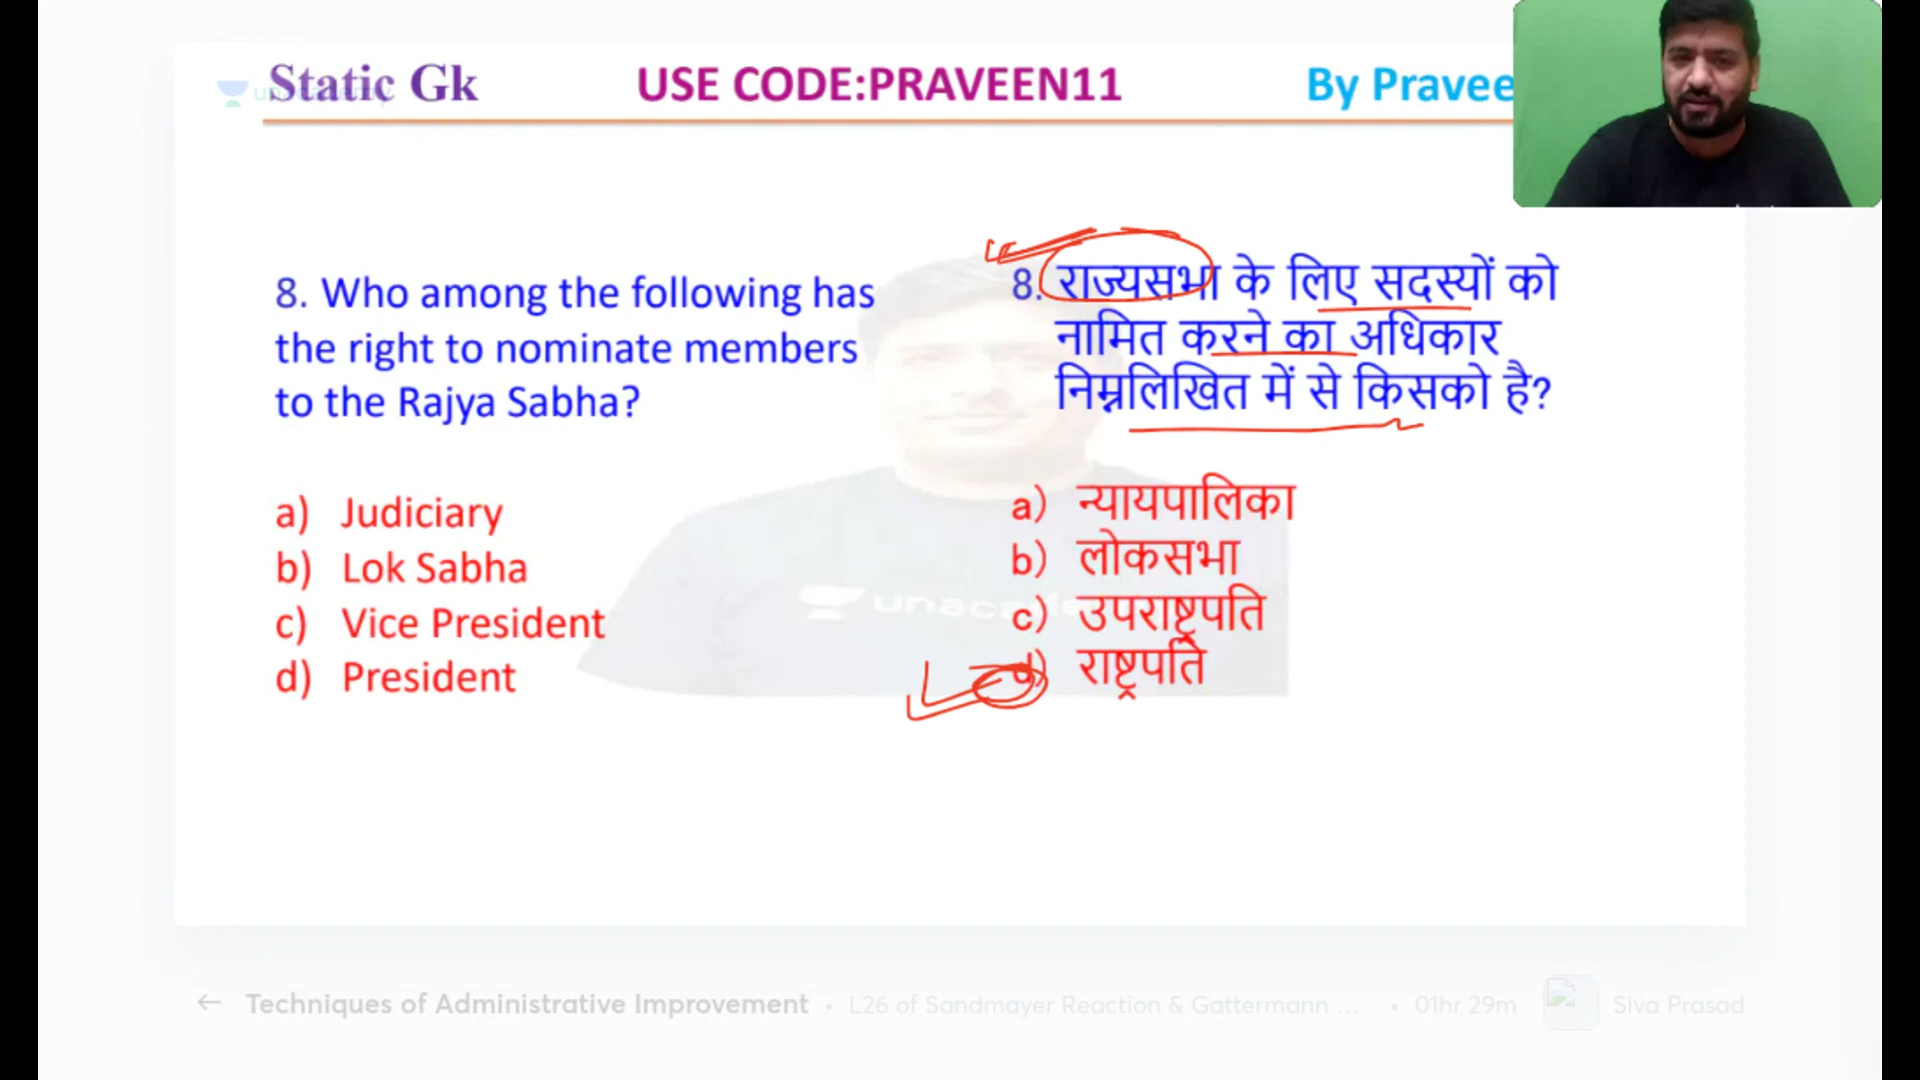 Static Gk
USE CODE:PRAVEEN11
By Pravee
8. Who among the following has
the right to nominate members
to the Rajya Sabha?
a) Judiciary
b) Lok Sabha
c) Vice President
d) President
8. राज्यसभा के लिए सदस्यों को
नामित करने का अधिकार
निम्नलिखित में से किसको है?
a) न्यायपालिका
b) लोकसभा
c) उपराष्ट्रपति
d) राष्ट्रपति
← Techniques of Administrative Improvement • L26 of Sandmayer Reaction & Gattermann ... • 01hr 29m Siva Prasad